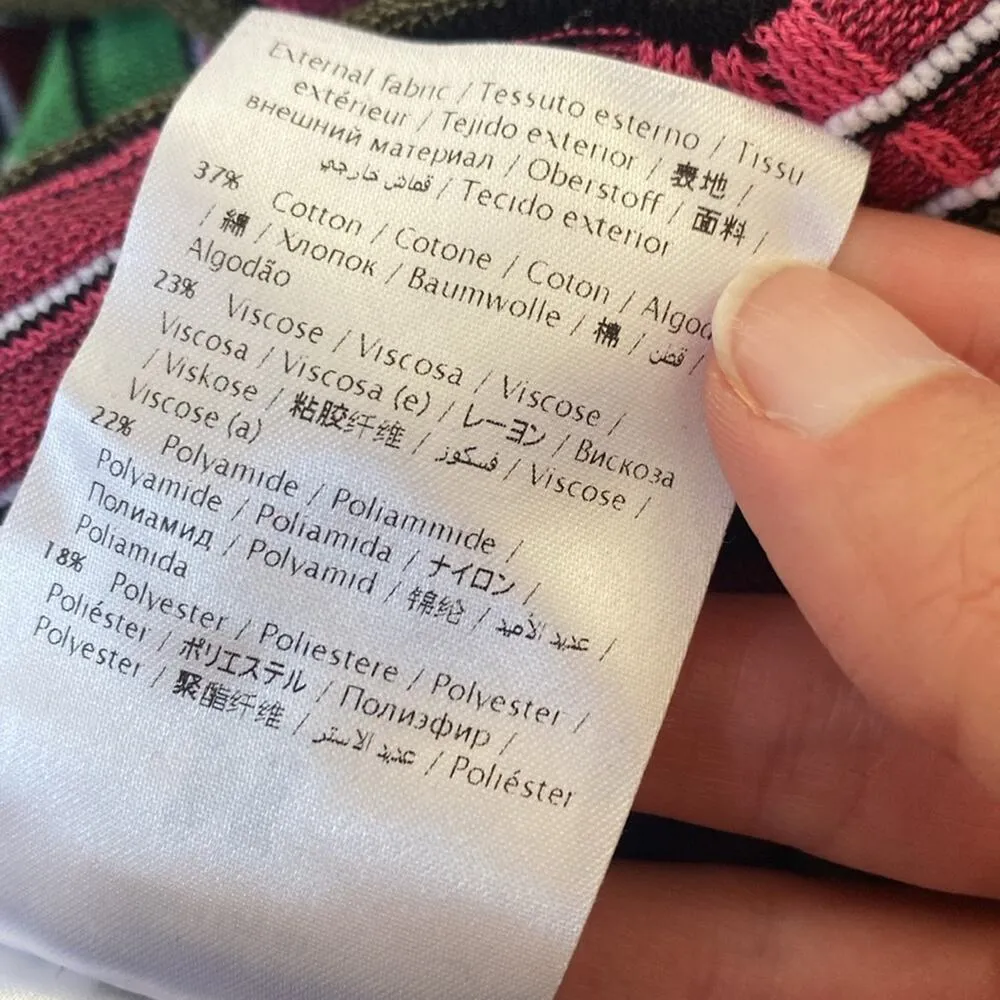 External fabric / Tessuto esterno / Tissu
extérieur / Tejido exterior / 表地 /
внешний материал / Oberstoff / 面料 /
قماش خارجي / Tecido exterior
37% Cotton / Cotone / Coton / Algod
/ 綿 / Хлопок / Baumwolle / 棉 / قطن /
Algodão
23% Viscose / Viscosa / Viscose /
Viscosa / Viscosa (e) / レーヨン / Вискоза
/ Viskose / 粘胶纤维 / فسكوز / Viscose /
Viscose (a)
22% Polyamide / Poliammide /
Polyamide / Poliamida / ナイロン /
Полиамид / Polyamid / 锦纶 / عديد الاميد /
Poliamida
18% Polyester / Poliestere / Polyester /
Poliéster / ポリエステル / Полиэфир /
Polyester / 聚酯纤维 / عديد الاستر / Poliéster